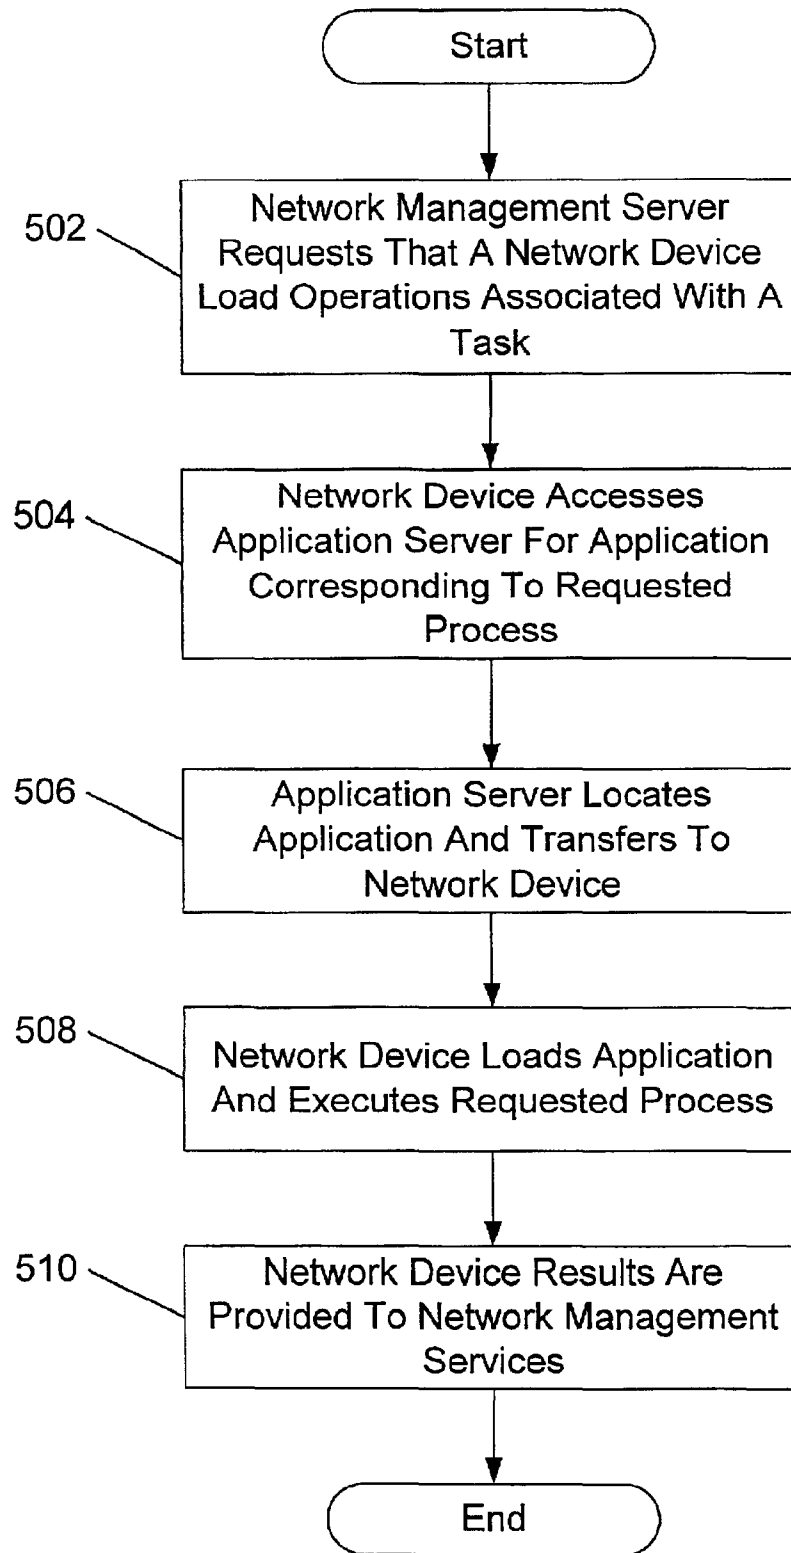 Start
502
Network Management Server
Requests That A Network Device
Load Operations Associated With A
Task
504
Network Device Accesses
Application Server For Application
Corresponding To Requested
Process
506
Application Server Locates
Application And Transfers To
Network Device
508
Network Device Loads Application
And Executes Requested Process
510
Network Device Results Are
Provided To Network Management
Services
End